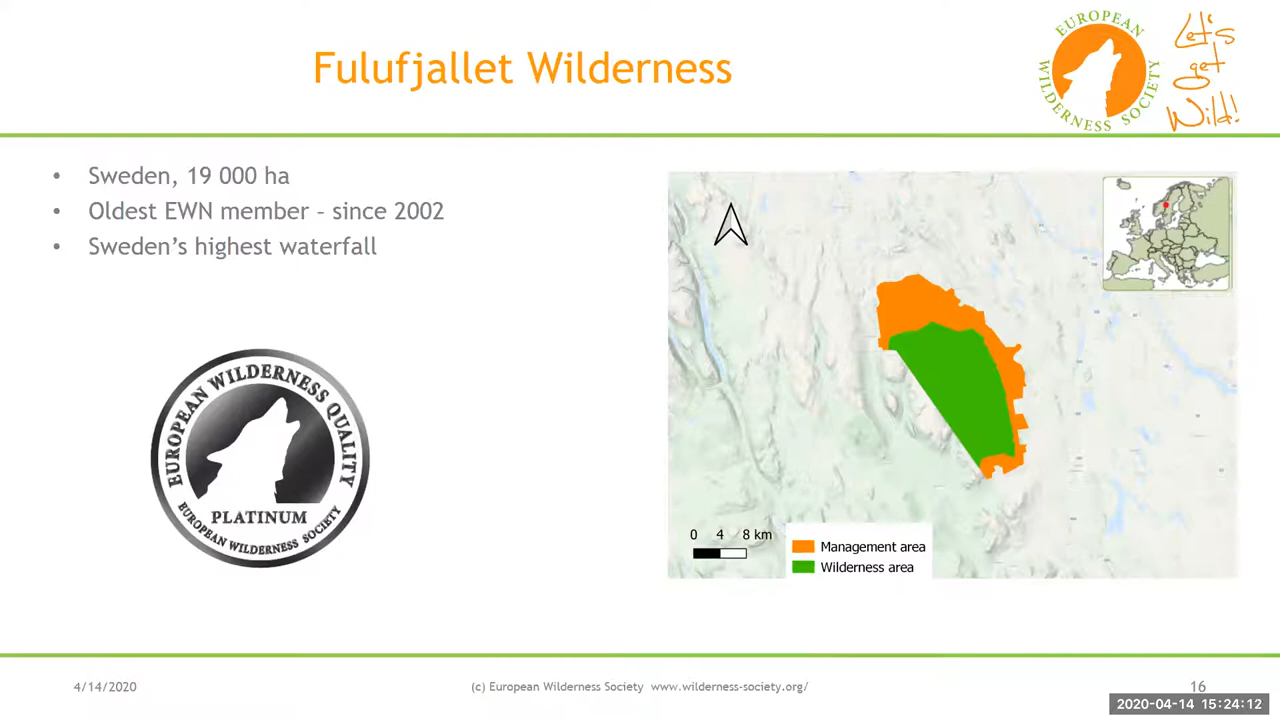 Fulufjallet Wilderness
EUROPEAN
WILDERNESS SOCIETY
Let's
get
Wild!
• Sweden, 19 000 ha
• Oldest EWN member – since 2002
• Sweden's highest waterfall
EUROPEAN WILDERNESS QUALITY
PLATINUM
EUROPEAN WILDERNESS SOCIETY
0 4 8 km
Management area
Wilderness area
4/14/2020
(c) European Wilderness Society www.wilderness-society.org/
16
2020-04-14 15:24:12